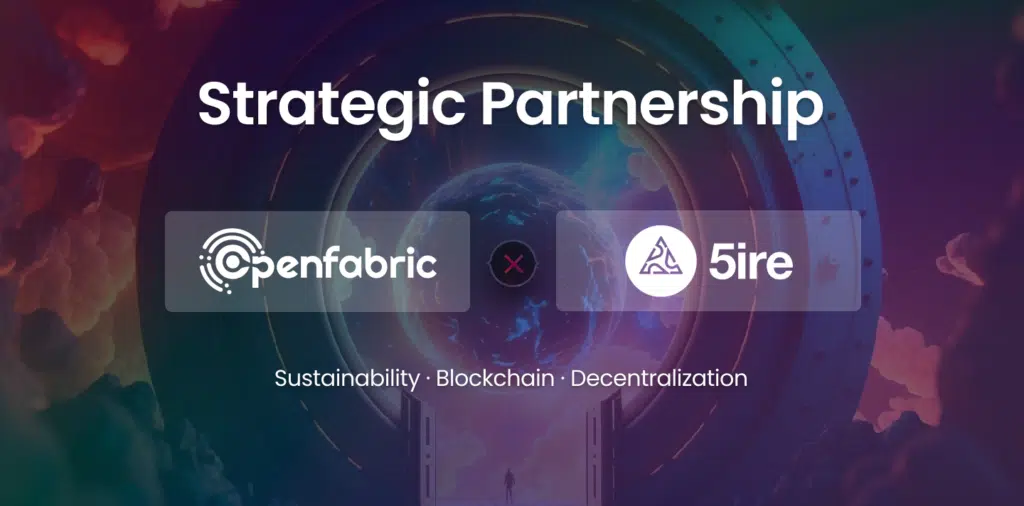 Strategic Partnership
Openfabric
5ire
Sustainability · Blockchain · Decentralization